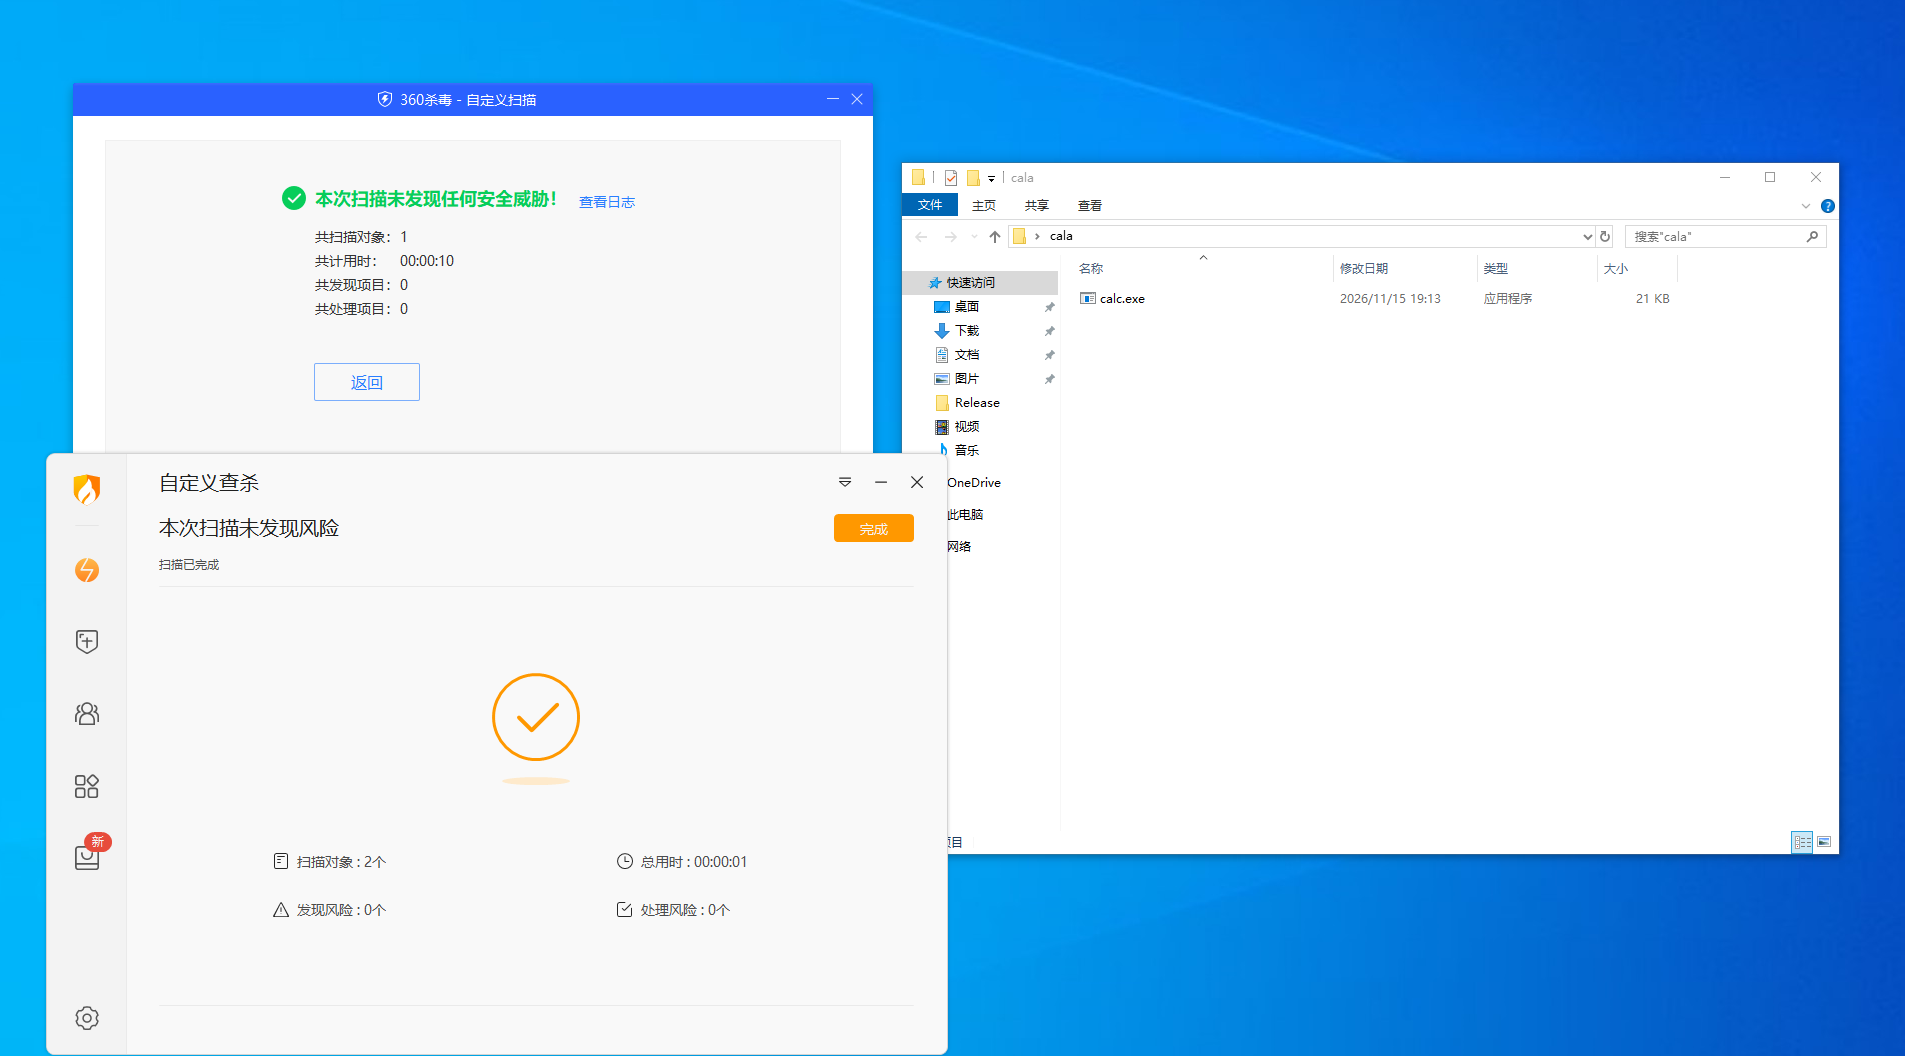 360杀毒 - 自定义扫描
本次扫描未发现任何安全威胁！ 查看日志
共扫描对象： 1
共计用时： 00:00:10
共发现项目： 0
共处理项目： 0
返回
cala
文件 主页 共享 查看
cala
搜索"cala"
名称 修改日期 类型 大小
calc.exe 2026/11/15 19:13 应用程序 21 KB
快速访问
桌面
下载
文档
图片
Release
视频
音乐
OneDrive
此电脑
网络
项目
自定义查杀
本次扫描未发现风险
完成
扫描已完成
新
扫描对象 : 2个 总用时 : 00:00:01
发现风险 : 0个 处理风险 : 0个